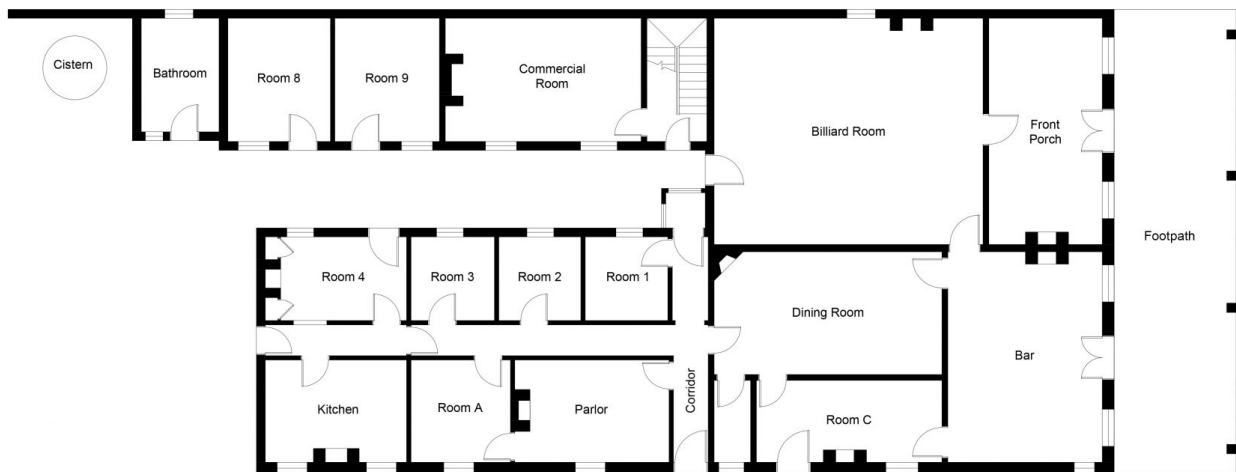 Cistern
Bathroom
Room 8
Room 9
Commercial
Room
Billiard Room
Front
Porch
Footpath
Room 4
Room 3
Room 2
Room 1
Dining Room
Bar
Kitchen
Room A
Parlor
Corridor
Room C